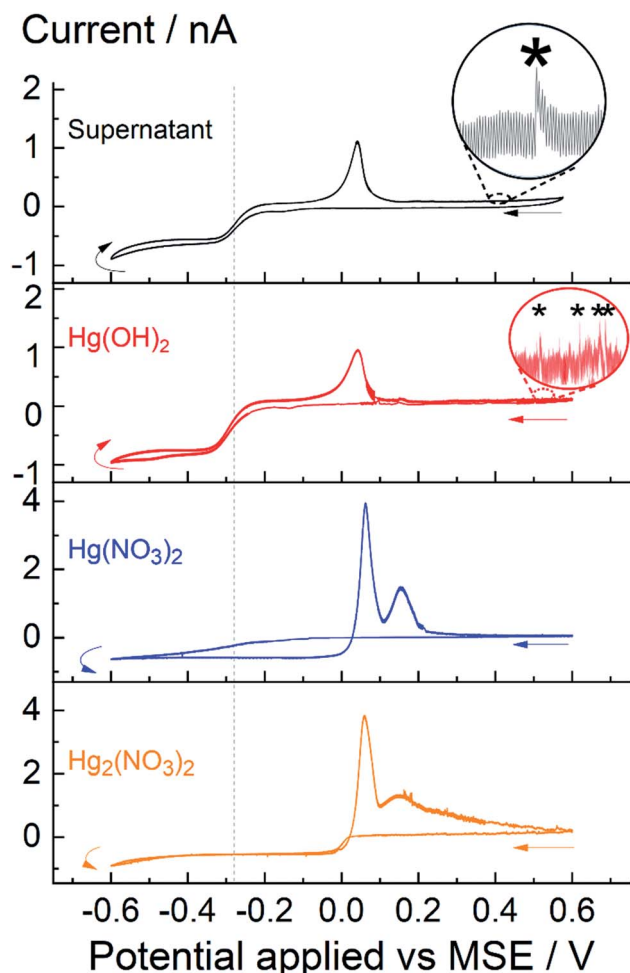 Current / nA
*
2
Supernatant
1
0
-1
2
* * **
Hg(OH)₂
1
0
-1
4
Hg(NO₃)₂
2
0
4
Hg₂(NO₃)₂
2
0
-0.6 -0.4 -0.2 0.0 0.2 0.4 0.6
Potential applied vs MSE / V